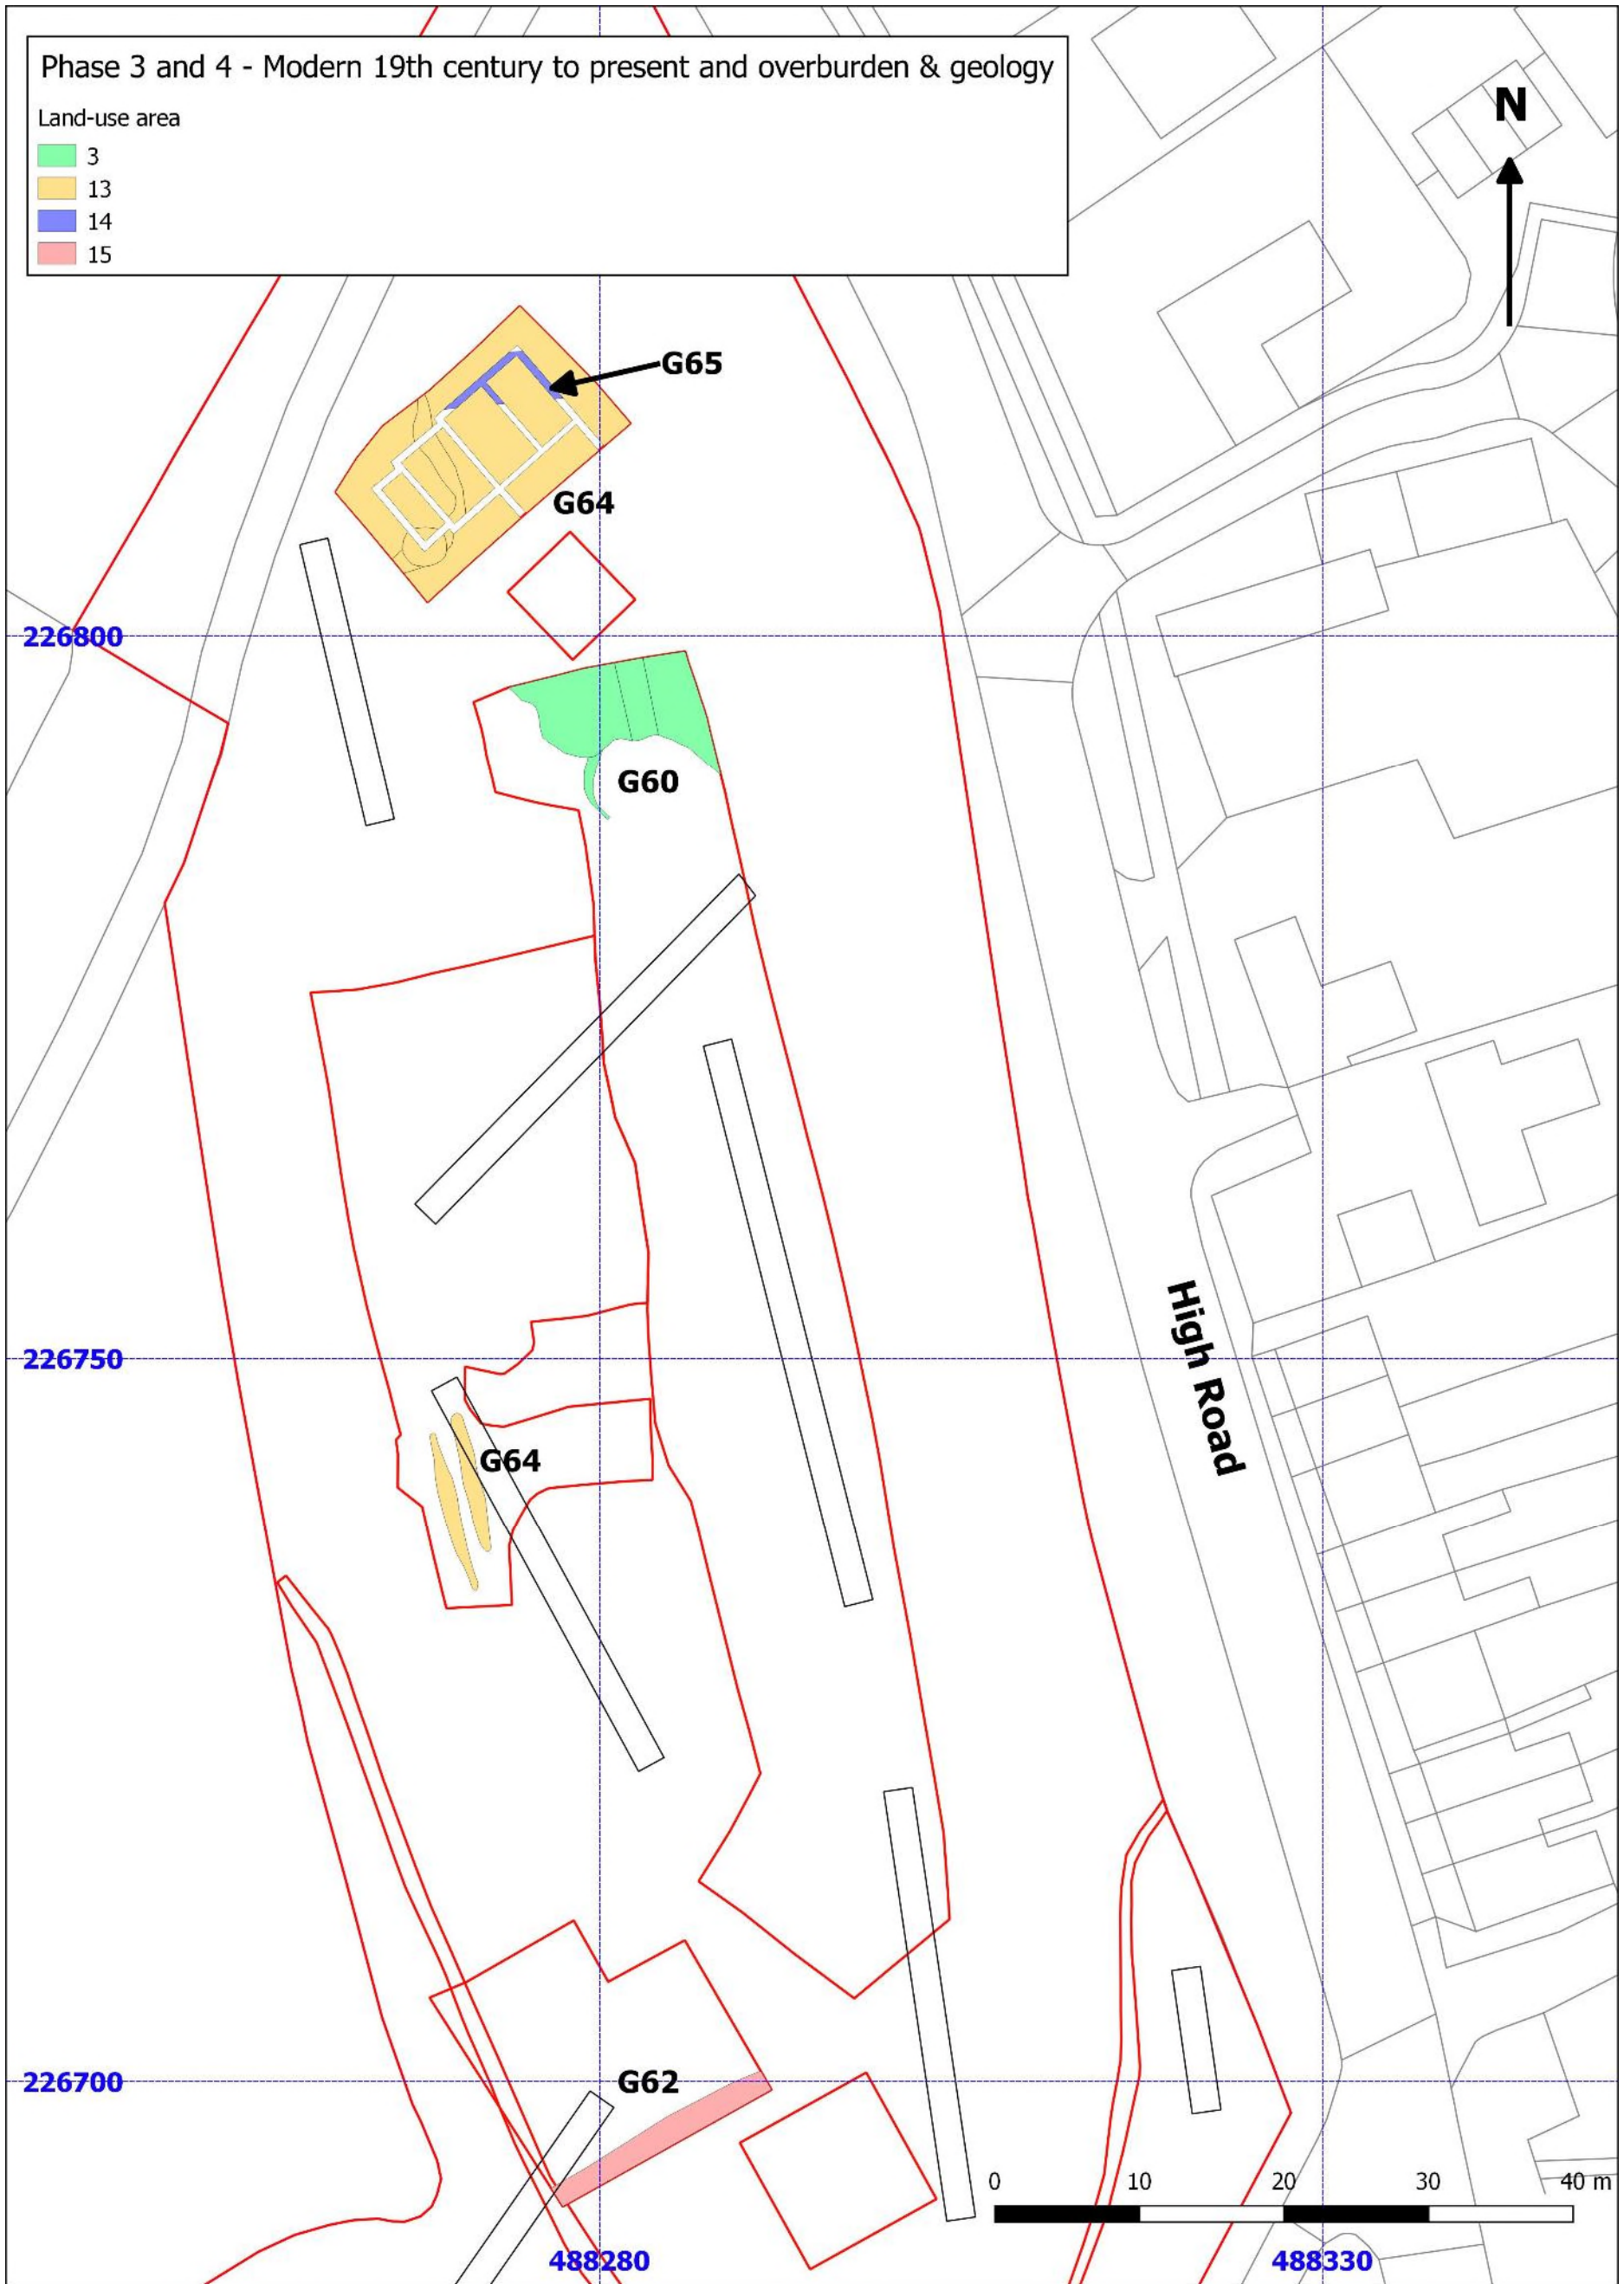 Phase 3 and 4 - Modern 19th century to present and overburden & geology
Land-use area
3
13
14
15
N
G65
G64
226800
G60
226750
High Road
G64
226700
G62
0 10 20 30 40 m
488280 488330